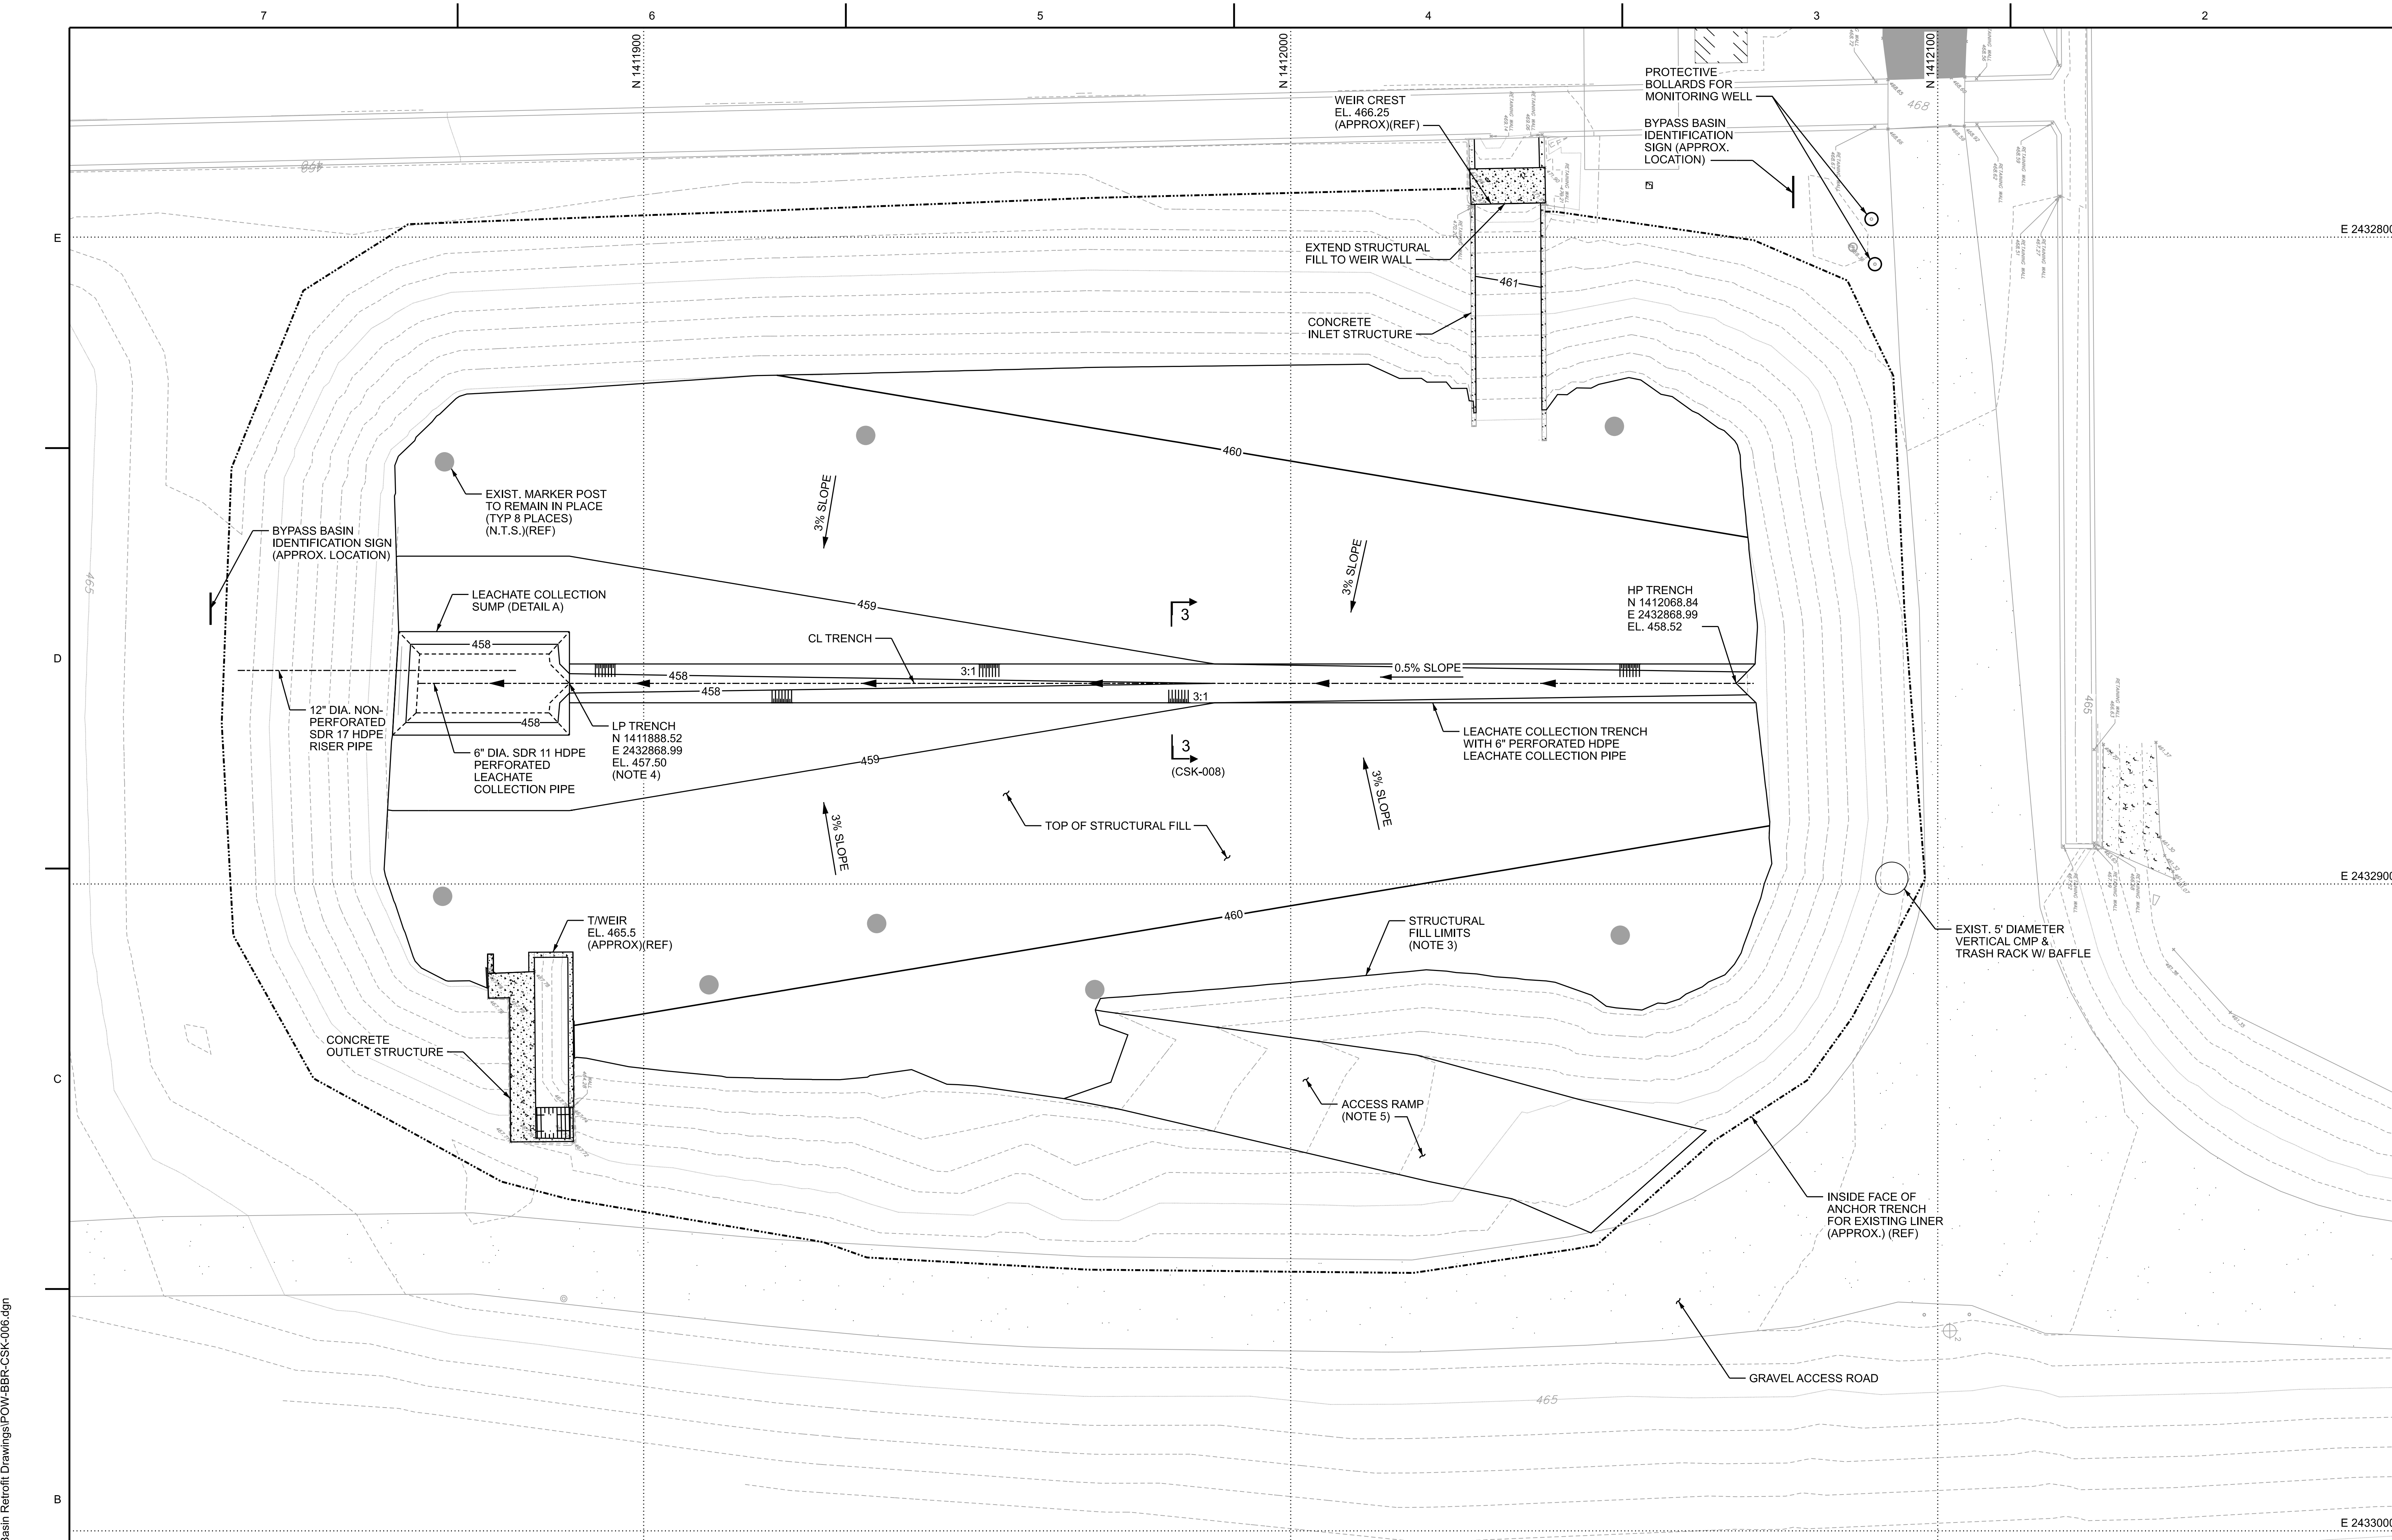 7
6
5
4
3
2
E
D
C
B
N 1411900
N 1412000
N 1412100
E 2432800
E 2432900
E 2433000
468
468
WEIR CREST
EL. 466.25
(APPROX)(REF)
PROTECTIVE
BOLLARDS FOR
MONITORING WELL
BYPASS BASIN
IDENTIFICATION
SIGN (APPROX.
LOCATION)
EXTEND STRUCTURAL
FILL TO WEIR WALL
461
CONCRETE
INLET STRUCTURE
460
3% SLOPE
3% SLOPE
EXIST. MARKER POST
TO REMAIN IN PLACE
(TYP 8 PLACES)
(N.T.S.)(REF)
BYPASS BASIN
IDENTIFICATION SIGN
(APPROX. LOCATION)
465
LEACHATE COLLECTION
SUMP (DETAIL A)
459
3
HP TRENCH
N 1412068.84
E 2432868.99
EL. 458.52
CL TRENCH
458
3:1
0.5% SLOPE
458
458
3:1
458
12" DIA. NON-
PERFORATED
SDR 17 HDPE
RISER PIPE
6" DIA. SDR 11 HDPE
PERFORATED
LEACHATE
COLLECTION PIPE
LP TRENCH
N 1411888.52
E 2432868.99
EL. 457.50
(NOTE 4)
LEACHATE COLLECTION TRENCH
WITH 6" PERFORATED HDPE
LEACHATE COLLECTION PIPE
3
(CSK-008)
459
3% SLOPE
3% SLOPE
TOP OF STRUCTURAL FILL
465
RETAINING WALL
T/WEIR
EL. 465.5
(APPROX)(REF)
460
STRUCTURAL
FILL LIMITS
(NOTE 3)
EXIST. 5' DIAMETER
VERTICAL CMP &
TRASH RACK W/ BAFFLE
CONCRETE
OUTLET STRUCTURE
ACCESS RAMP
(NOTE 5)
INSIDE FACE OF
ANCHOR TRENCH
FOR EXISTING LINER
(APPROX.) (REF)
2
GRAVEL ACCESS ROAD
465
Basin Retrofit Drawings\POW-BBR-CSK-006.dgn